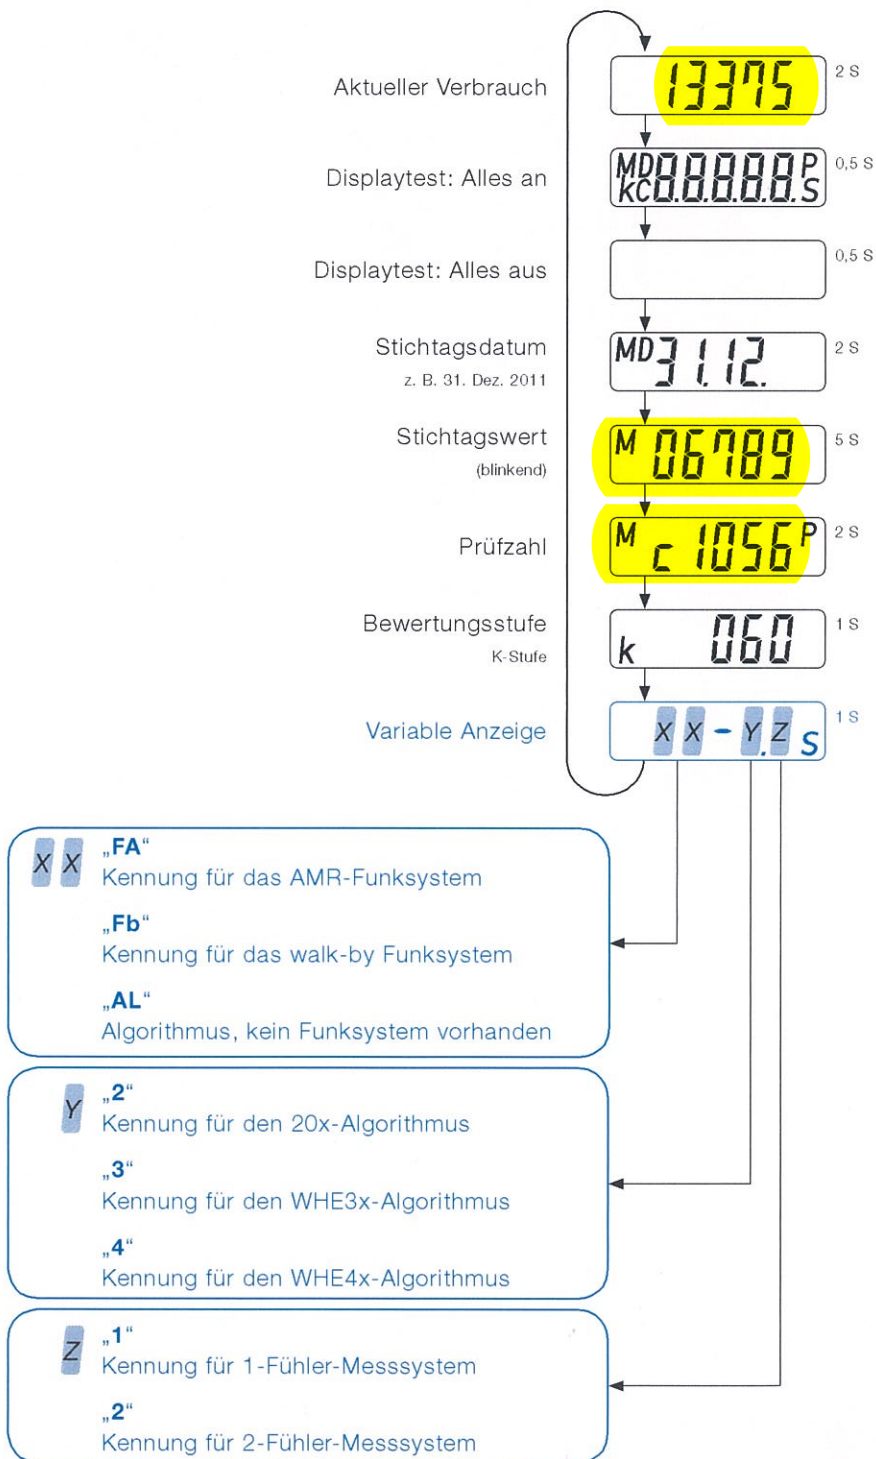 Aktueller Verbrauch
13375
2 S
Displaytest: Alles an
MD
kC
8.8.8.8.8.
P
S
0,5 S
Displaytest: Alles aus
0,5 S
Stichtagsdatum
z. B. 31. Dez. 2011
MD 31.12.
2 S
Stichtagswert
(blinkend)
M 06789
5 S
Prüfzahl
M c1056 P
2 S
Bewertungsstufe
K-Stufe
k 060
1 S
Variable Anzeige
X X - Y.Z S
1 S
X X
„FA“
Kennung für das AMR-Funksystem
„Fb“
Kennung für das walk-by Funksystem
„AL“
Algorithmus, kein Funksystem vorhanden
Y
„2“
Kennung für den 20x-Algorithmus
„3“
Kennung für den WHE3x-Algorithmus
„4“
Kennung für den WHE4x-Algorithmus
Z
„1“
Kennung für 1-Fühler-Messsystem
„2“
Kennung für 2-Fühler-Messsystem